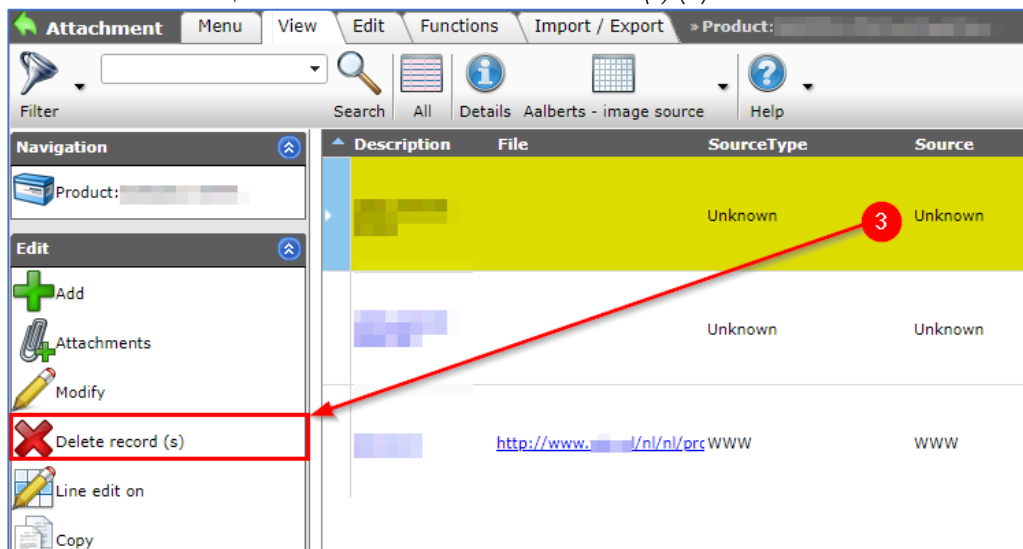 Attachment Menu View Edit Functions Import / Export » Product:
Filter Search All Details Aalberts - image source Help
Navigation
Description File SourceType Source
Product:
Unknown 3 Unknown
Edit
Add
Unknown Unknown
Attachments
Modify
Delete record (s)
http://www. l/nl/nl/prc WWW WWW
Line edit on
Copy